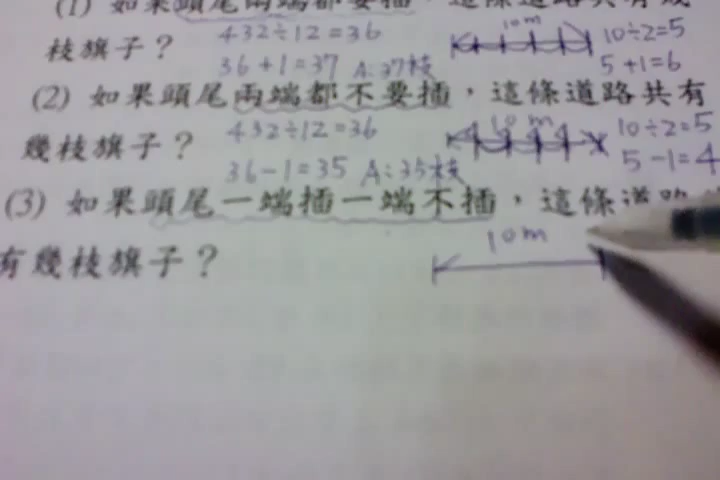 (1) 如果頭尾兩端都要插,這條道路共有幾
枝旗子? 432÷12=36 10m 10÷2=5
36+1=37 A:37枝 5+1=6
(2) 如果頭尾兩端都不要插,這條道路共有
幾枝旗子? 432÷12=36 10m 10÷2=5
36-1=35 A:35枝 5-1=4
(3) 如果頭尾一端插一端不插,這條道路
有幾枝旗子? 10m